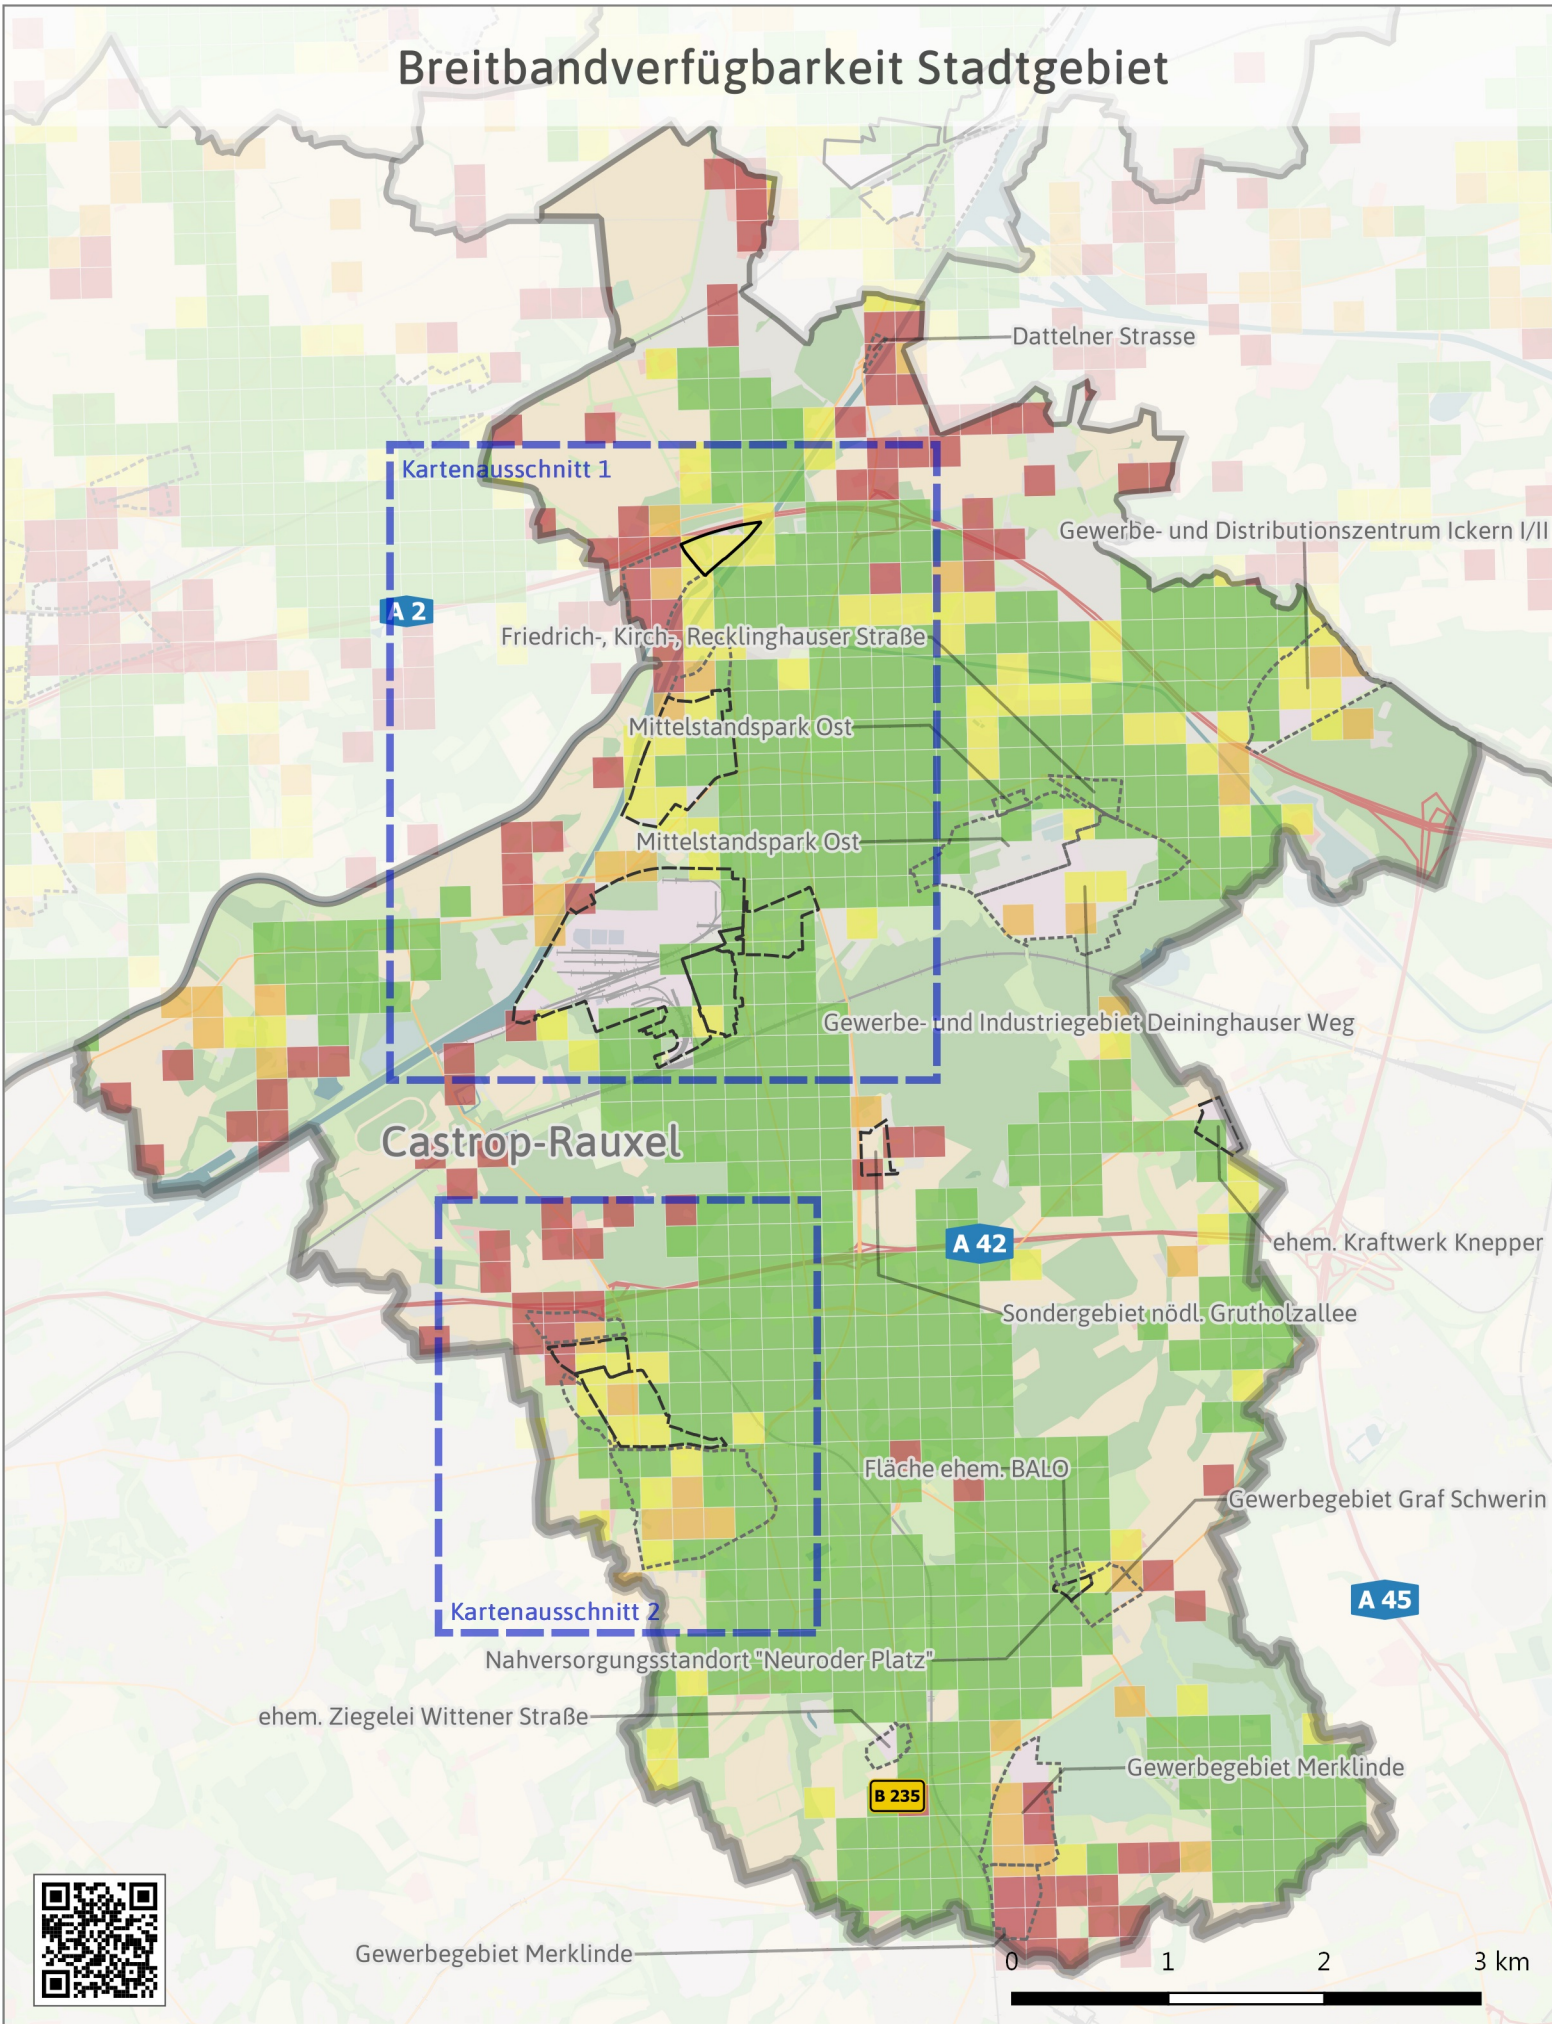 Breitbandverfügbarkeit Stadtgebiet
Dattelner Strasse
Kartenausschnitt 1
Gewerbe- und Distributionszentrum Ickern I/II
A 2
Friedrich-, Kirch-, Recklinghauser Straße
Mittelstandspark Ost
Mittelstandspark Ost
Gewerbe- und Industriegebiet Deininghauser Weg
Castrop-Rauxel
A 42
ehem. Kraftwerk Knepper
Sondergebiet nödl. Grutholzallee
Fläche ehem. BALO
Gewerbegebiet Graf Schwerin
A 45
Kartenausschnitt 2
Nahversorgungsstandort "Neuroder Platz"
ehem. Ziegelei Wittener Straße
Gewerbegebiet Merklinde
B 235
Gewerbegebiet Merklinde
0 1 2 3 km